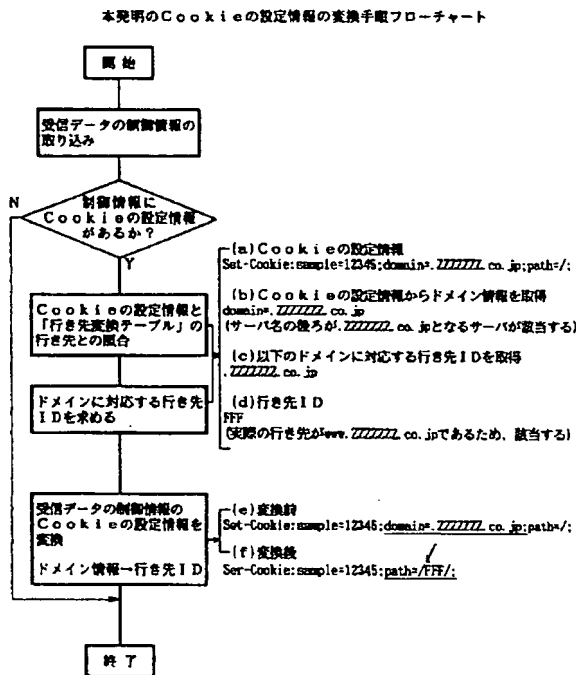 本発明のCookieの設定情報の変換手順フローチャート
開始
受信データの制御情報の
取り込み
N
制御情報に
Cookieの設定情報
があるか？
Y
Cookieの設定情報と
「行き先変換テーブル」の
行き先との照合
ドメインに対応する行き先
IDを求める
(a)Cookieの設定情報
Set-Cookie:sample=12345;domain=.ZZZZZZZ.co.jp;path=/;
(b)Cookieの設定情報からドメイン情報を取得
domain=.ZZZZZZZ.co.jp
(サーバ名の後ろが.ZZZZZZZ.co.jpとなるサーバが該当する)
(c)以下のドメインに対応する行き先IDを取得
.ZZZZZZZ.co.jp
(d)行き先ID
FFF
(実際の行き先がwww.ZZZZZZZ.co.jpであるため、該当する)
受信データの制御情報の
Cookieの設定情報を
変換
ドメイン情報→行き先ID
(e)変換前
Set-Cookie:sample=12345;domain=.ZZZZZZZ.co.jp;path=/;
(f)変換後
Ser-Cookie:sample=12345;path=/FFF/;
終了